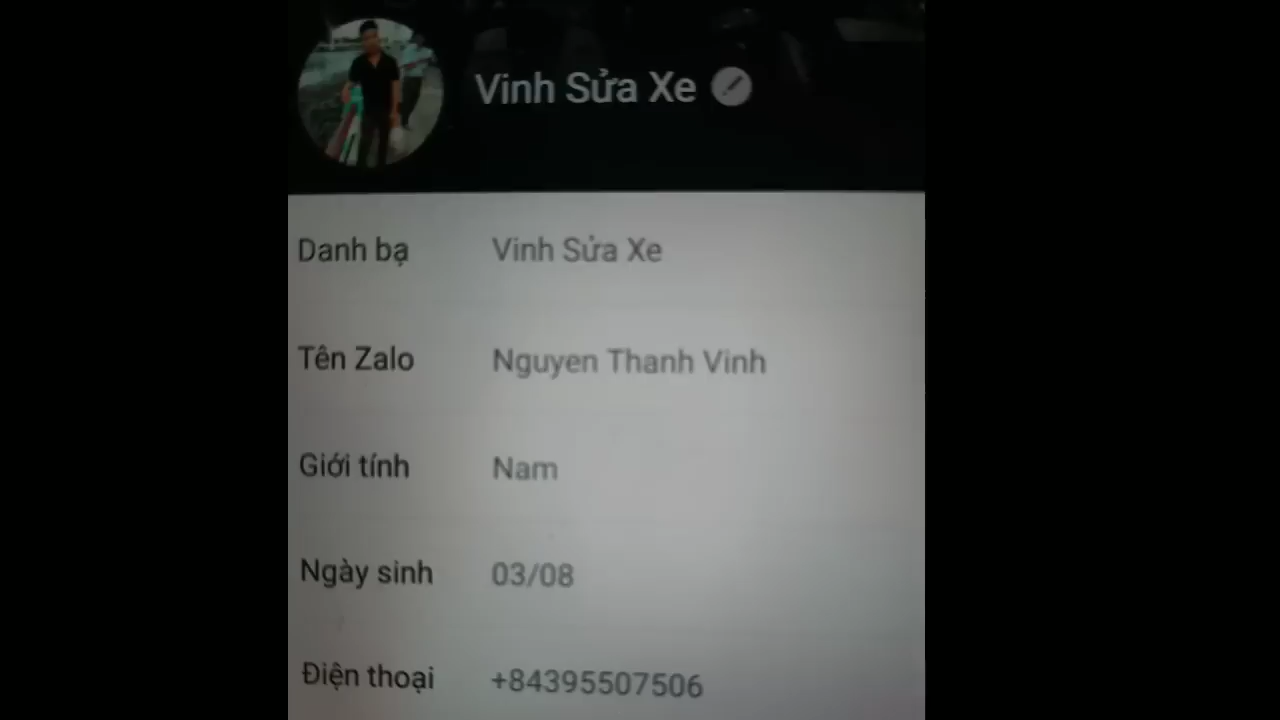 Vinh Sửa Xe
Danh bạ Vinh Sửa Xe
Tên Zalo Nguyen Thanh Vinh
Giới tính Nam
Ngày sinh 03/08
Điện thoại +84395507506